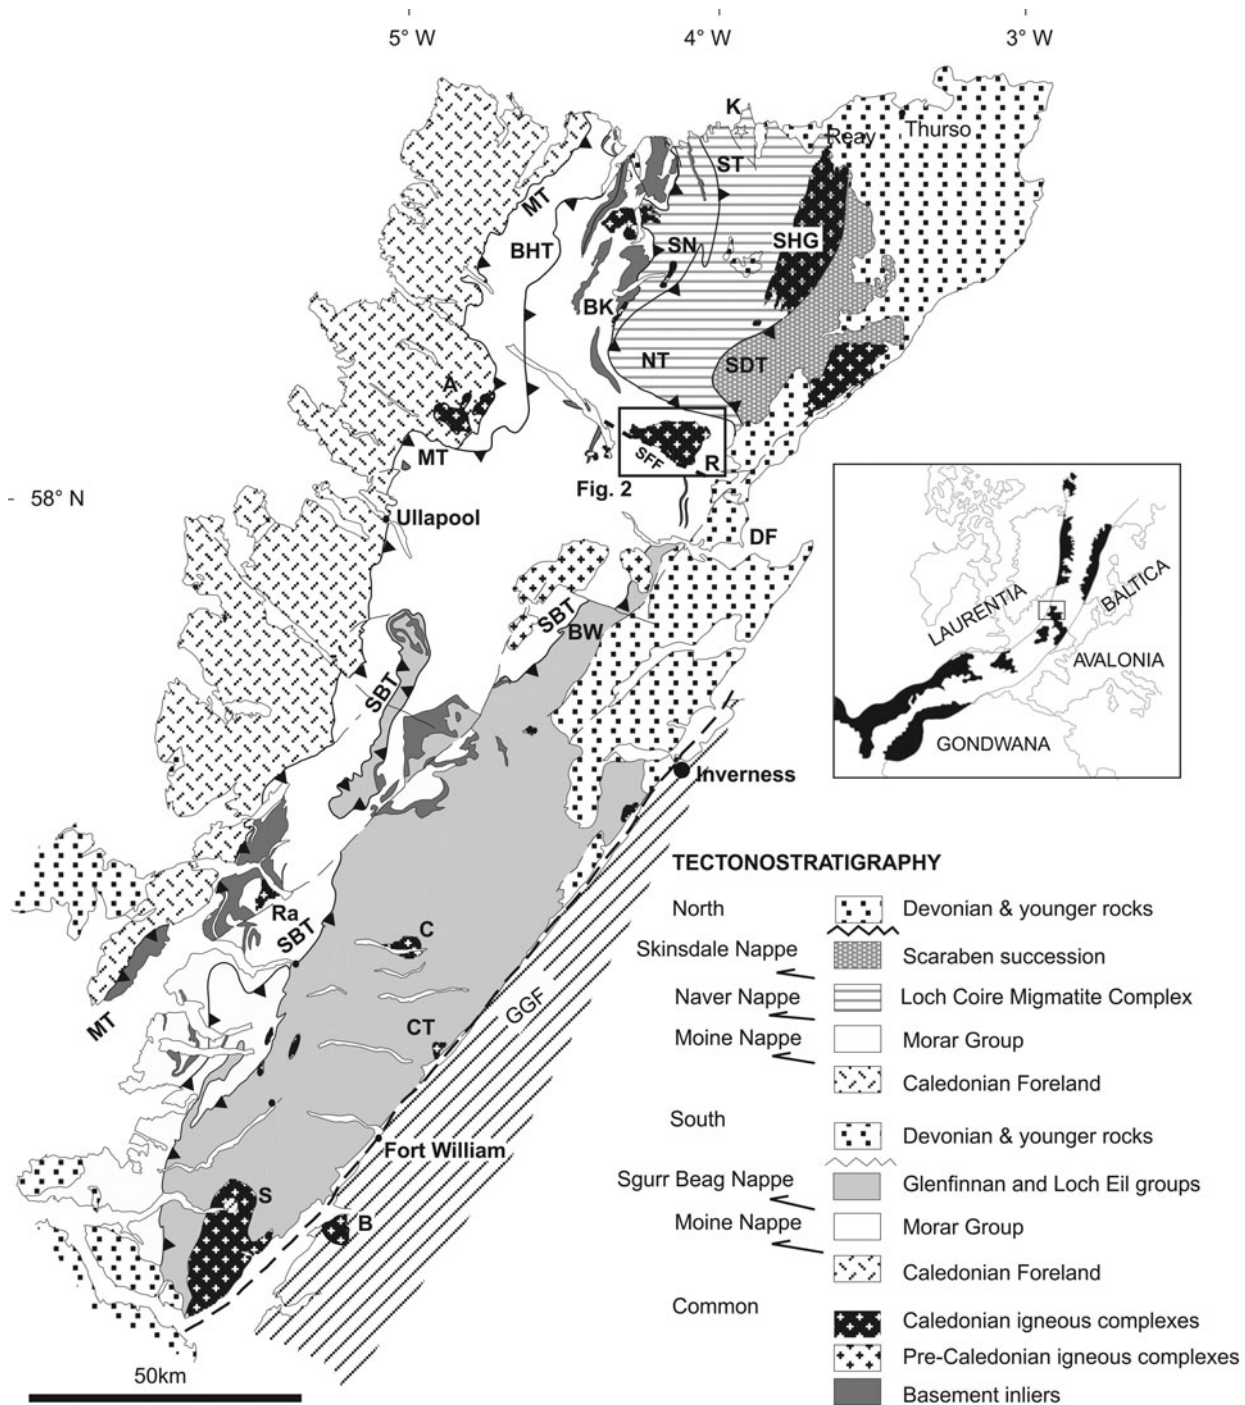 5° W
4° W
3° W
K
Reay
Thurso
ST
MT
BHT
SN
SHG
BK
NT
SDT
A
MT
SFF
R
Fig. 2
58° N
Ullapool
DF
SBT
BW
SBT
LAURENTIA
BALTICA
AVALONIA
GONDWANA
Inverness
Ra
SBT
C
MT
CT
GGF
Fort William
S
B
50km
TECTONOSTRATIGRAPHY
North
Devonian & younger rocks
Skinsdale Nappe
Scaraben succession
Naver Nappe
Loch Coire Migmatite Complex
Moine Nappe
Morar Group
Caledonian Foreland
South
Devonian & younger rocks
Sgurr Beag Nappe
Glenfinnan and Loch Eil groups
Moine Nappe
Morar Group
Caledonian Foreland
Common
Caledonian igneous complexes
Pre-Caledonian igneous complexes
Basement inliers